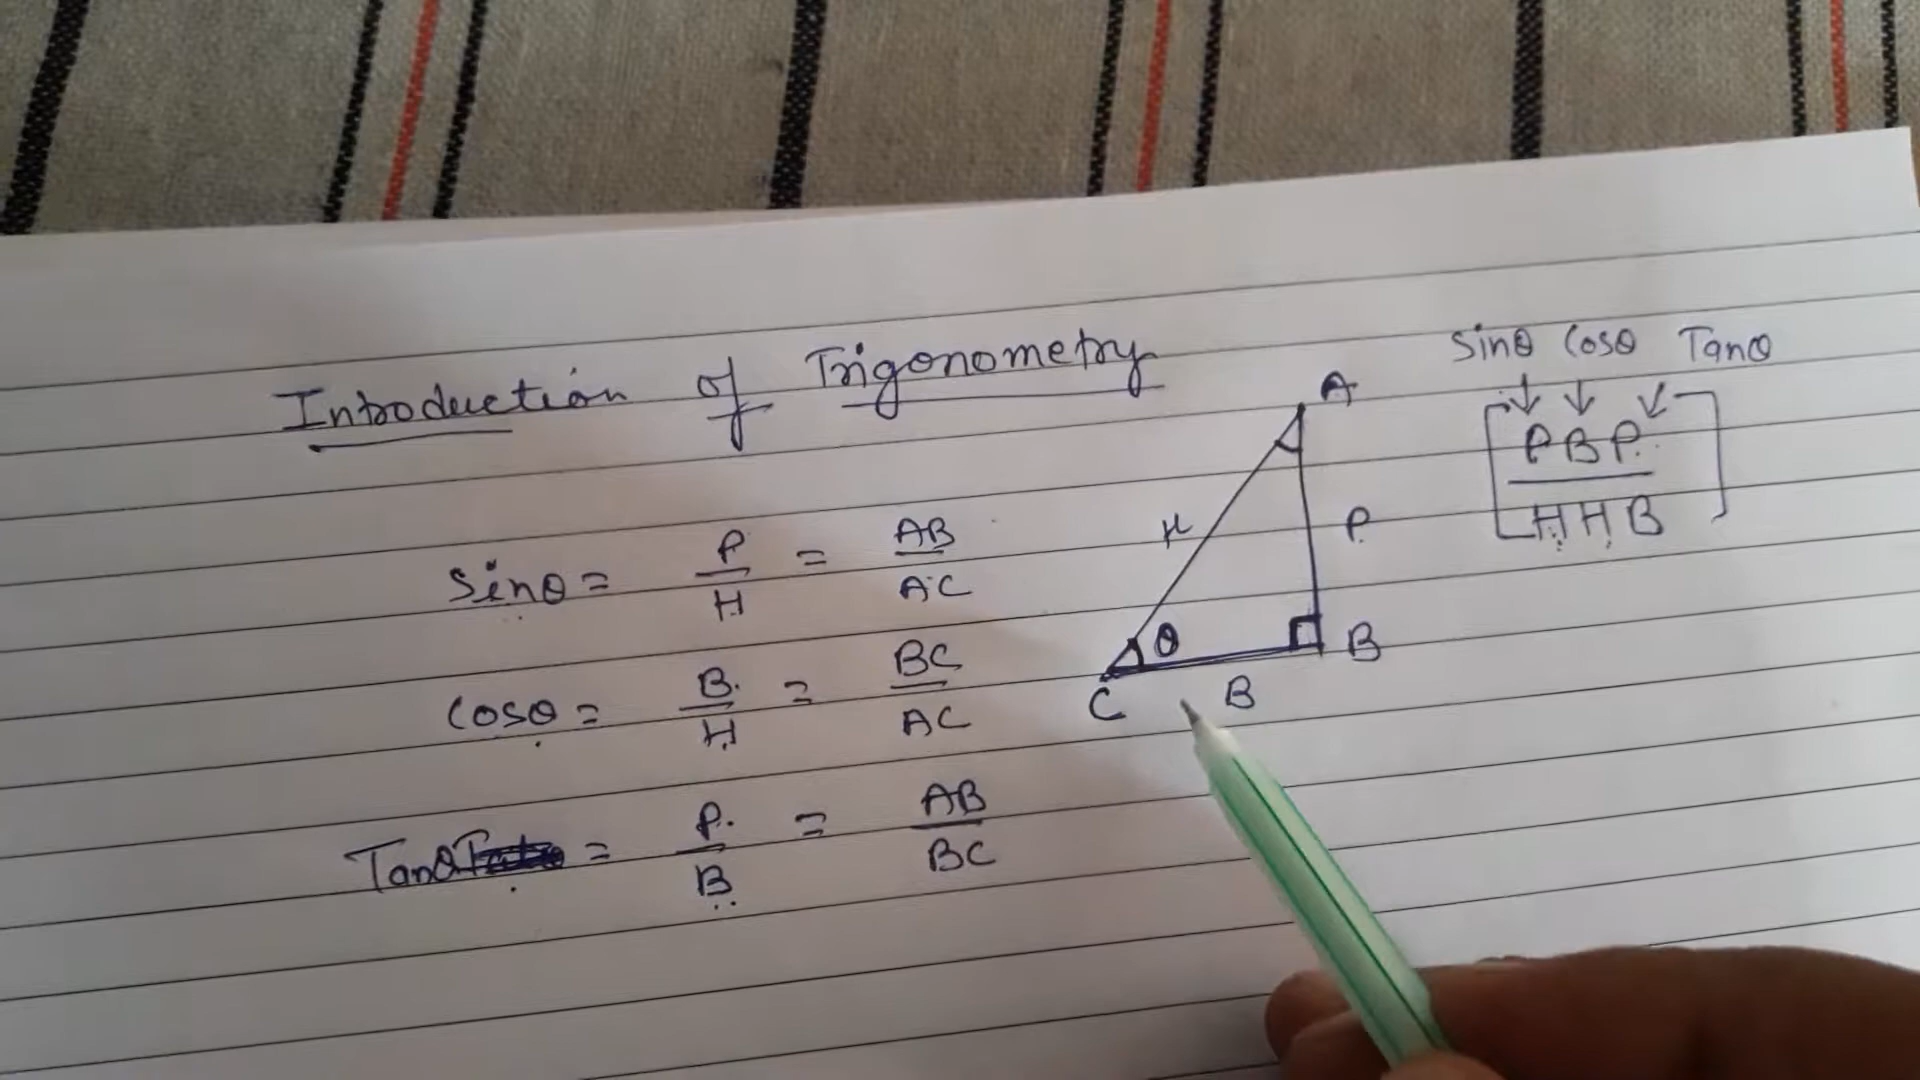 Introduction of Trigonometry
Sinθ = P/H = AB/AC
Cosθ = B/H = BC/AC
Tanθ = P/B = AB/BC
A
H
P
θ
C
B
B
Sinθ Cosθ Tanθ
P B P
H H B